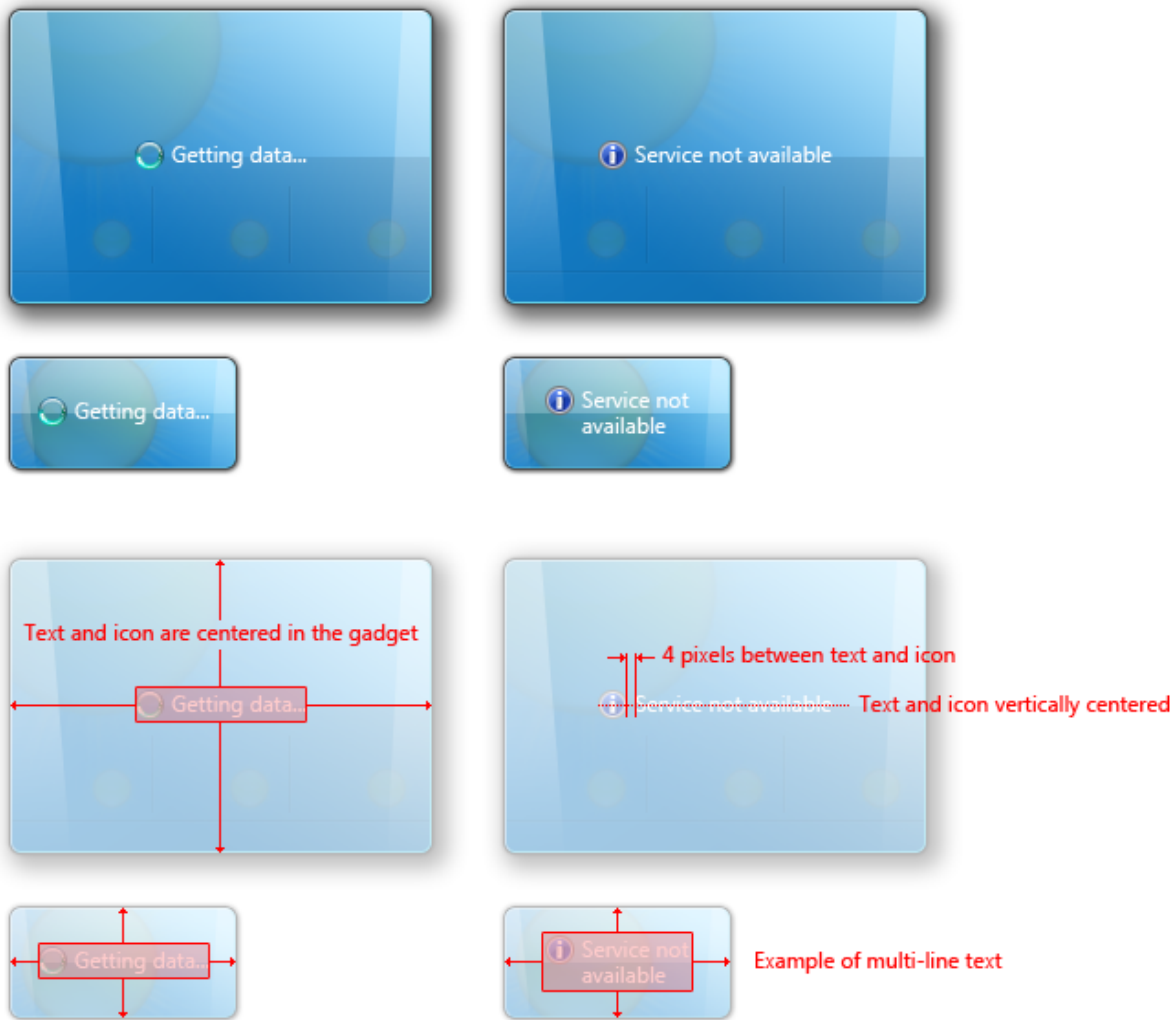 Getting data...
Service not available
Getting data...
Service not
available
Text and icon are centered in the gadget
Getting data...
4 pixels between text and icon
Service not available
Text and icon vertically centered
Getting data...
Service not
available
Example of multi-line text